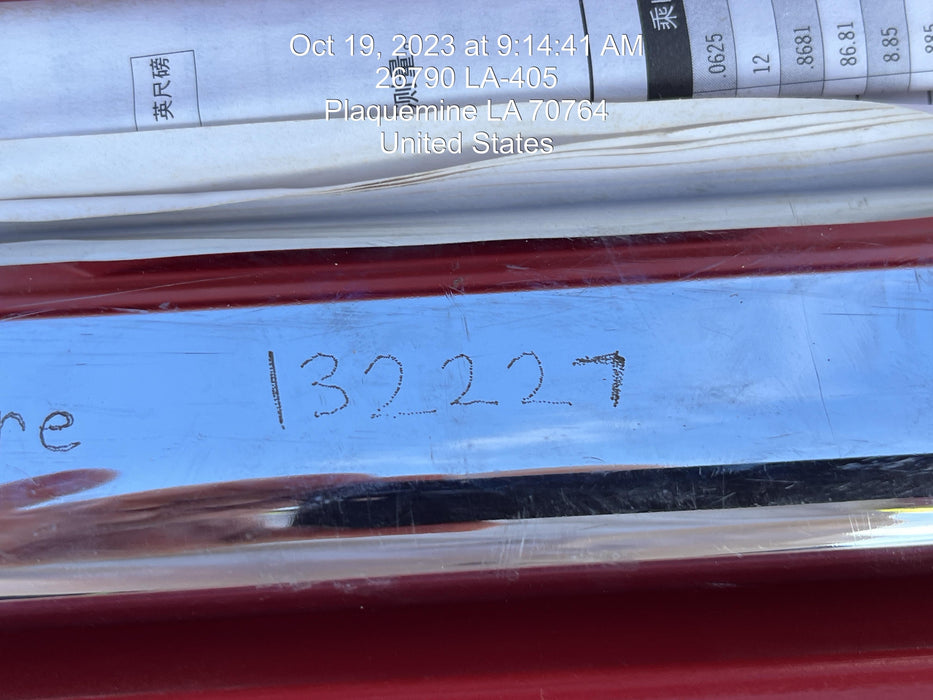 Oct 19, 2023 at 9:14:41 AM
26790 LA-405
Plaquemine LA 70764
United States
英尺磅
.0625
12
.8681
86.81
8.85
885
re
132227